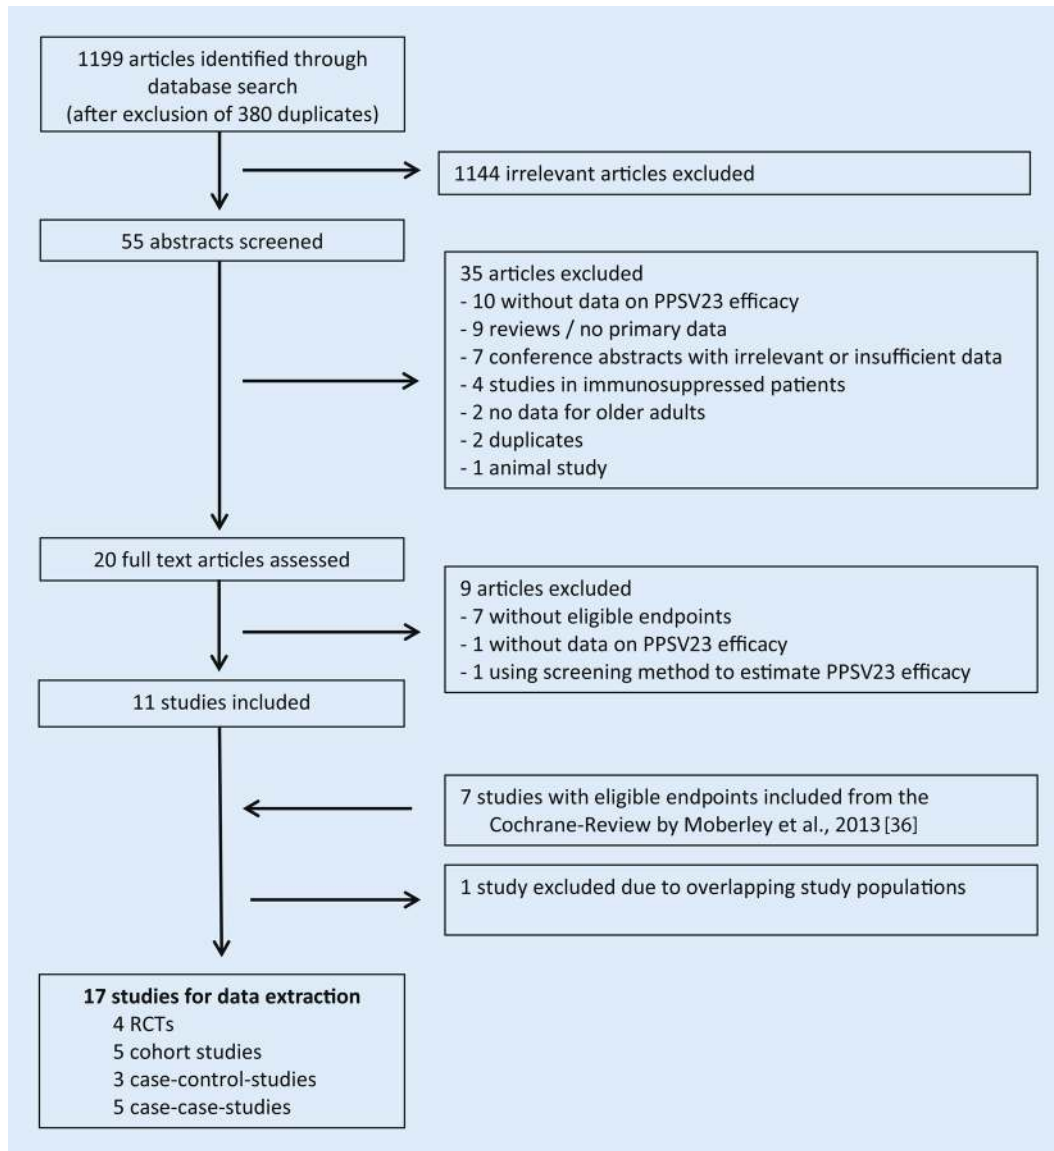 1199 articles identified through
database search
(after exclusion of 380 duplicates)
1144 irrelevant articles excluded
55 abstracts screened
35 articles excluded
- 10 without data on PPSV23 efficacy
- 9 reviews / no primary data
- 7 conference abstracts with irrelevant or insufficient data
- 4 studies in immunosuppressed patients
- 2 no data for older adults
- 2 duplicates
- 1 animal study
20 full text articles assessed
9 articles excluded
- 7 without eligible endpoints
- 1 without data on PPSV23 efficacy
- 1 using screening method to estimate PPSV23 efficacy
11 studies included
7 studies with eligible endpoints included from the
Cochrane-Review by Moberley et al., 2013 [36]
1 study excluded due to overlapping study populations
17 studies for data extraction
4 RCTs
5 cohort studies
3 case-control-studies
5 case-case-studies